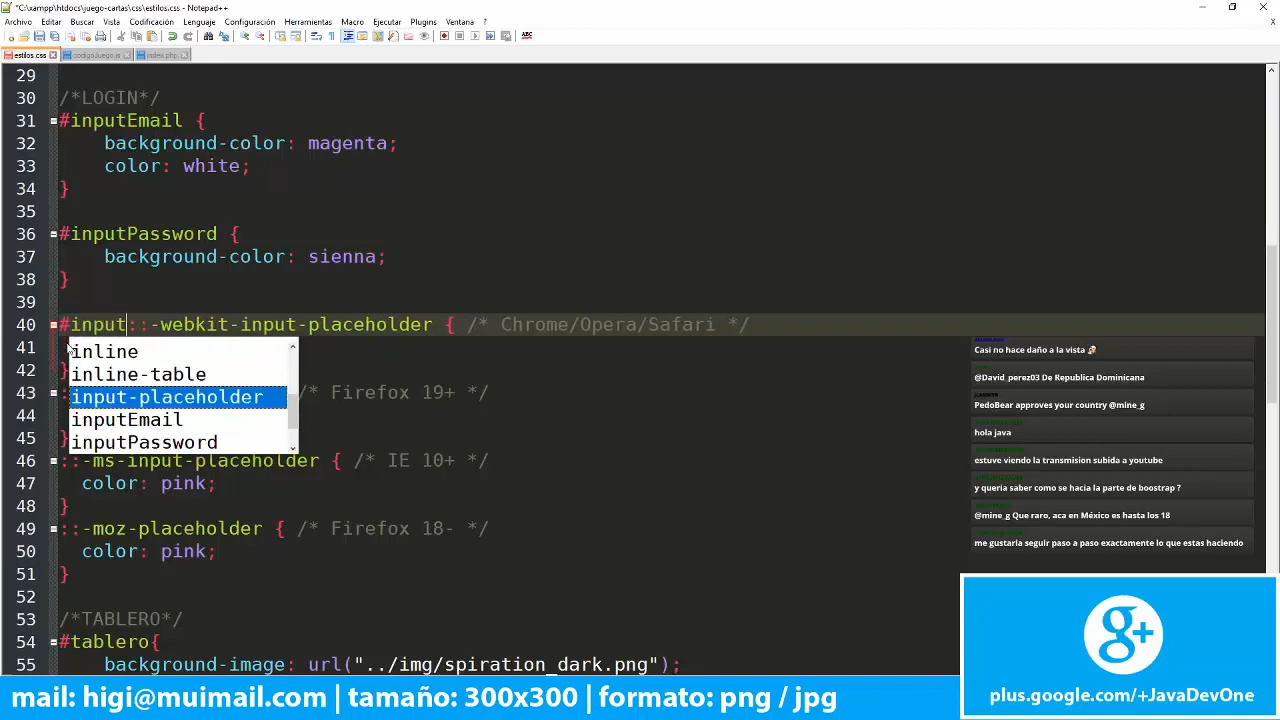 *C:\xampp\htdocs\juego-cartas\css\estilos.css - Notepad++
Archivo Editar Buscar Vista Codificación Lenguaje Configuración Herramientas Macro Ejecutar Plugins Ventana ?
estilos.css codigoJuego.js index.php
29
30 /*LOGIN*/
31 #inputEmail {
32 background-color: magenta;
33 color: white;
34 }
35
36 #inputPassword {
37 background-color: sienna;
38 }
39
40 #input::-webkit-input-placeholder { /* Chrome/Opera/Safari */
41
42 }
43 : /* Firefox 19+ */
44
45 }
46 ::-ms-input-placeholder { /* IE 10+ */
47 color: pink;
48 }
49 ::-moz-placeholder { /* Firefox 18- */
50 color: pink;
51 }
52
53 /*TABLERO*/
54 #tablero{
55 background-image: url("../img/spiration_dark.png");
inline
inline-table
input-placeholder
inputEmail
inputPassword
Casi no hace daño a la vista
@David_perez03 De Republica Dominicana
PedoBear approves your country @mine_g
hola java
estuve viendo la transmision subida a youtube
y queria saber como se hacia la parte de boostrap ?
@mine_g Que raro, aca en México es hasta los 18
me gustaria seguir paso a paso exactamente lo que estas haciendo
g+
plus.google.com/+JavaDevOne
mail: higi@muimail.com | tamaño: 300x300 | formato: png / jpg